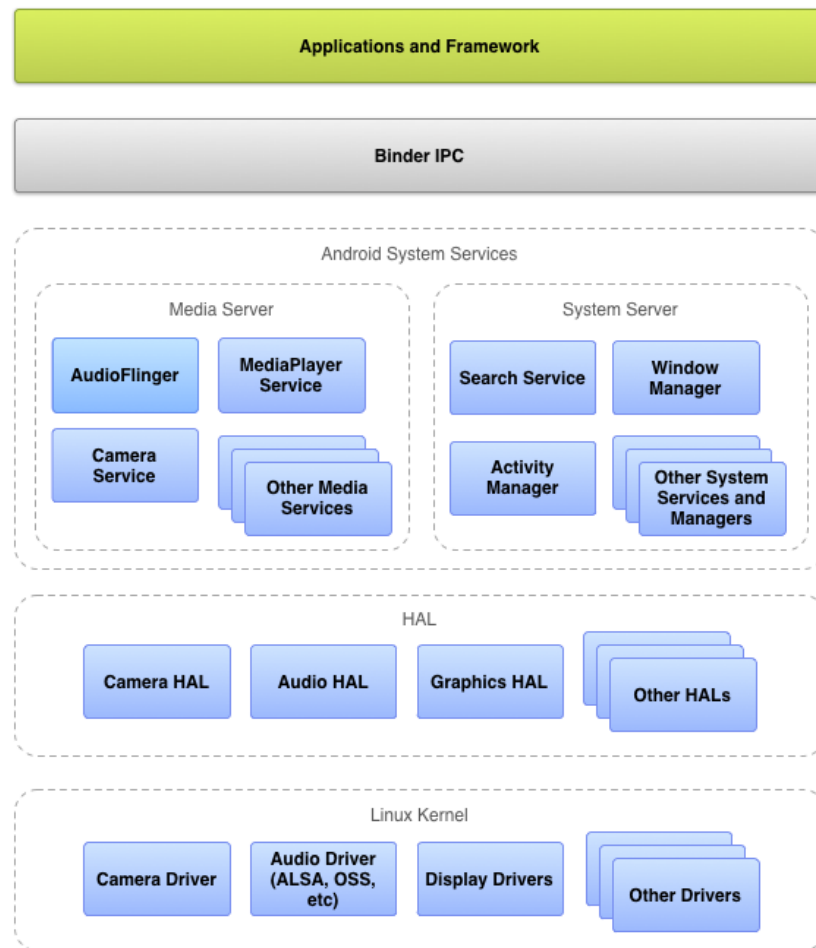 Applications and Framework
Binder IPC
Android System Services
Media Server
AudioFlinger
MediaPlayer
Service
Camera
Service
Other Media
Services
System Server
Search Service
Window
Manager
Activity
Manager
Other System
Services and
Managers
HAL
Camera HAL
Audio HAL
Graphics HAL
Other HALs
Linux Kernel
Camera Driver
Audio Driver
(ALSA, OSS,
etc)
Display Drivers
Other Drivers